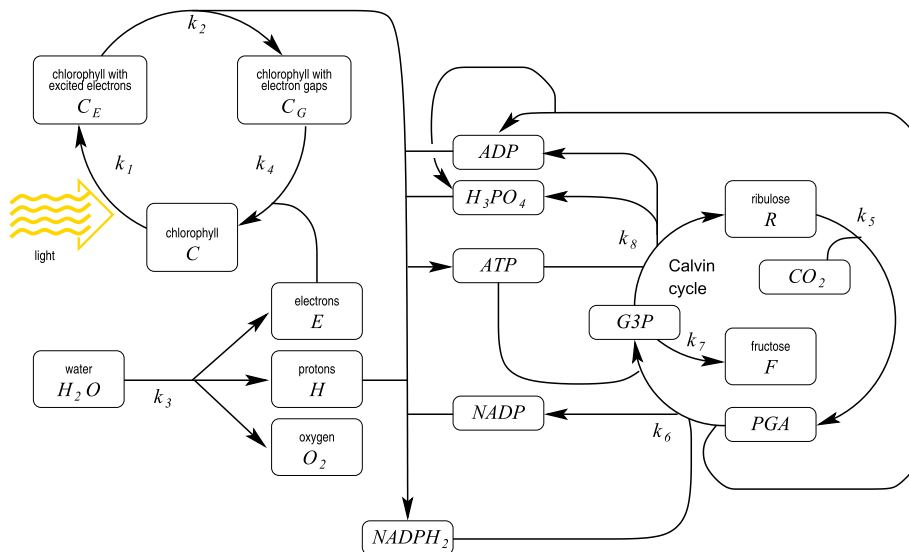 k₂
chlorophyll with
excited electrons
C_E
chlorophyll with
electron gaps
C_G
k₁
k₄
ADP
H₃PO₄
light
chlorophyll
C
ribulose
R
k₅
k₈
ATP
Calvin
cycle
CO₂
electrons
E
G3P
k₇
fructose
F
water
H₂O
k₃
protons
H
NADP
k₆
PGA
oxygen
O₂
NADPH₂